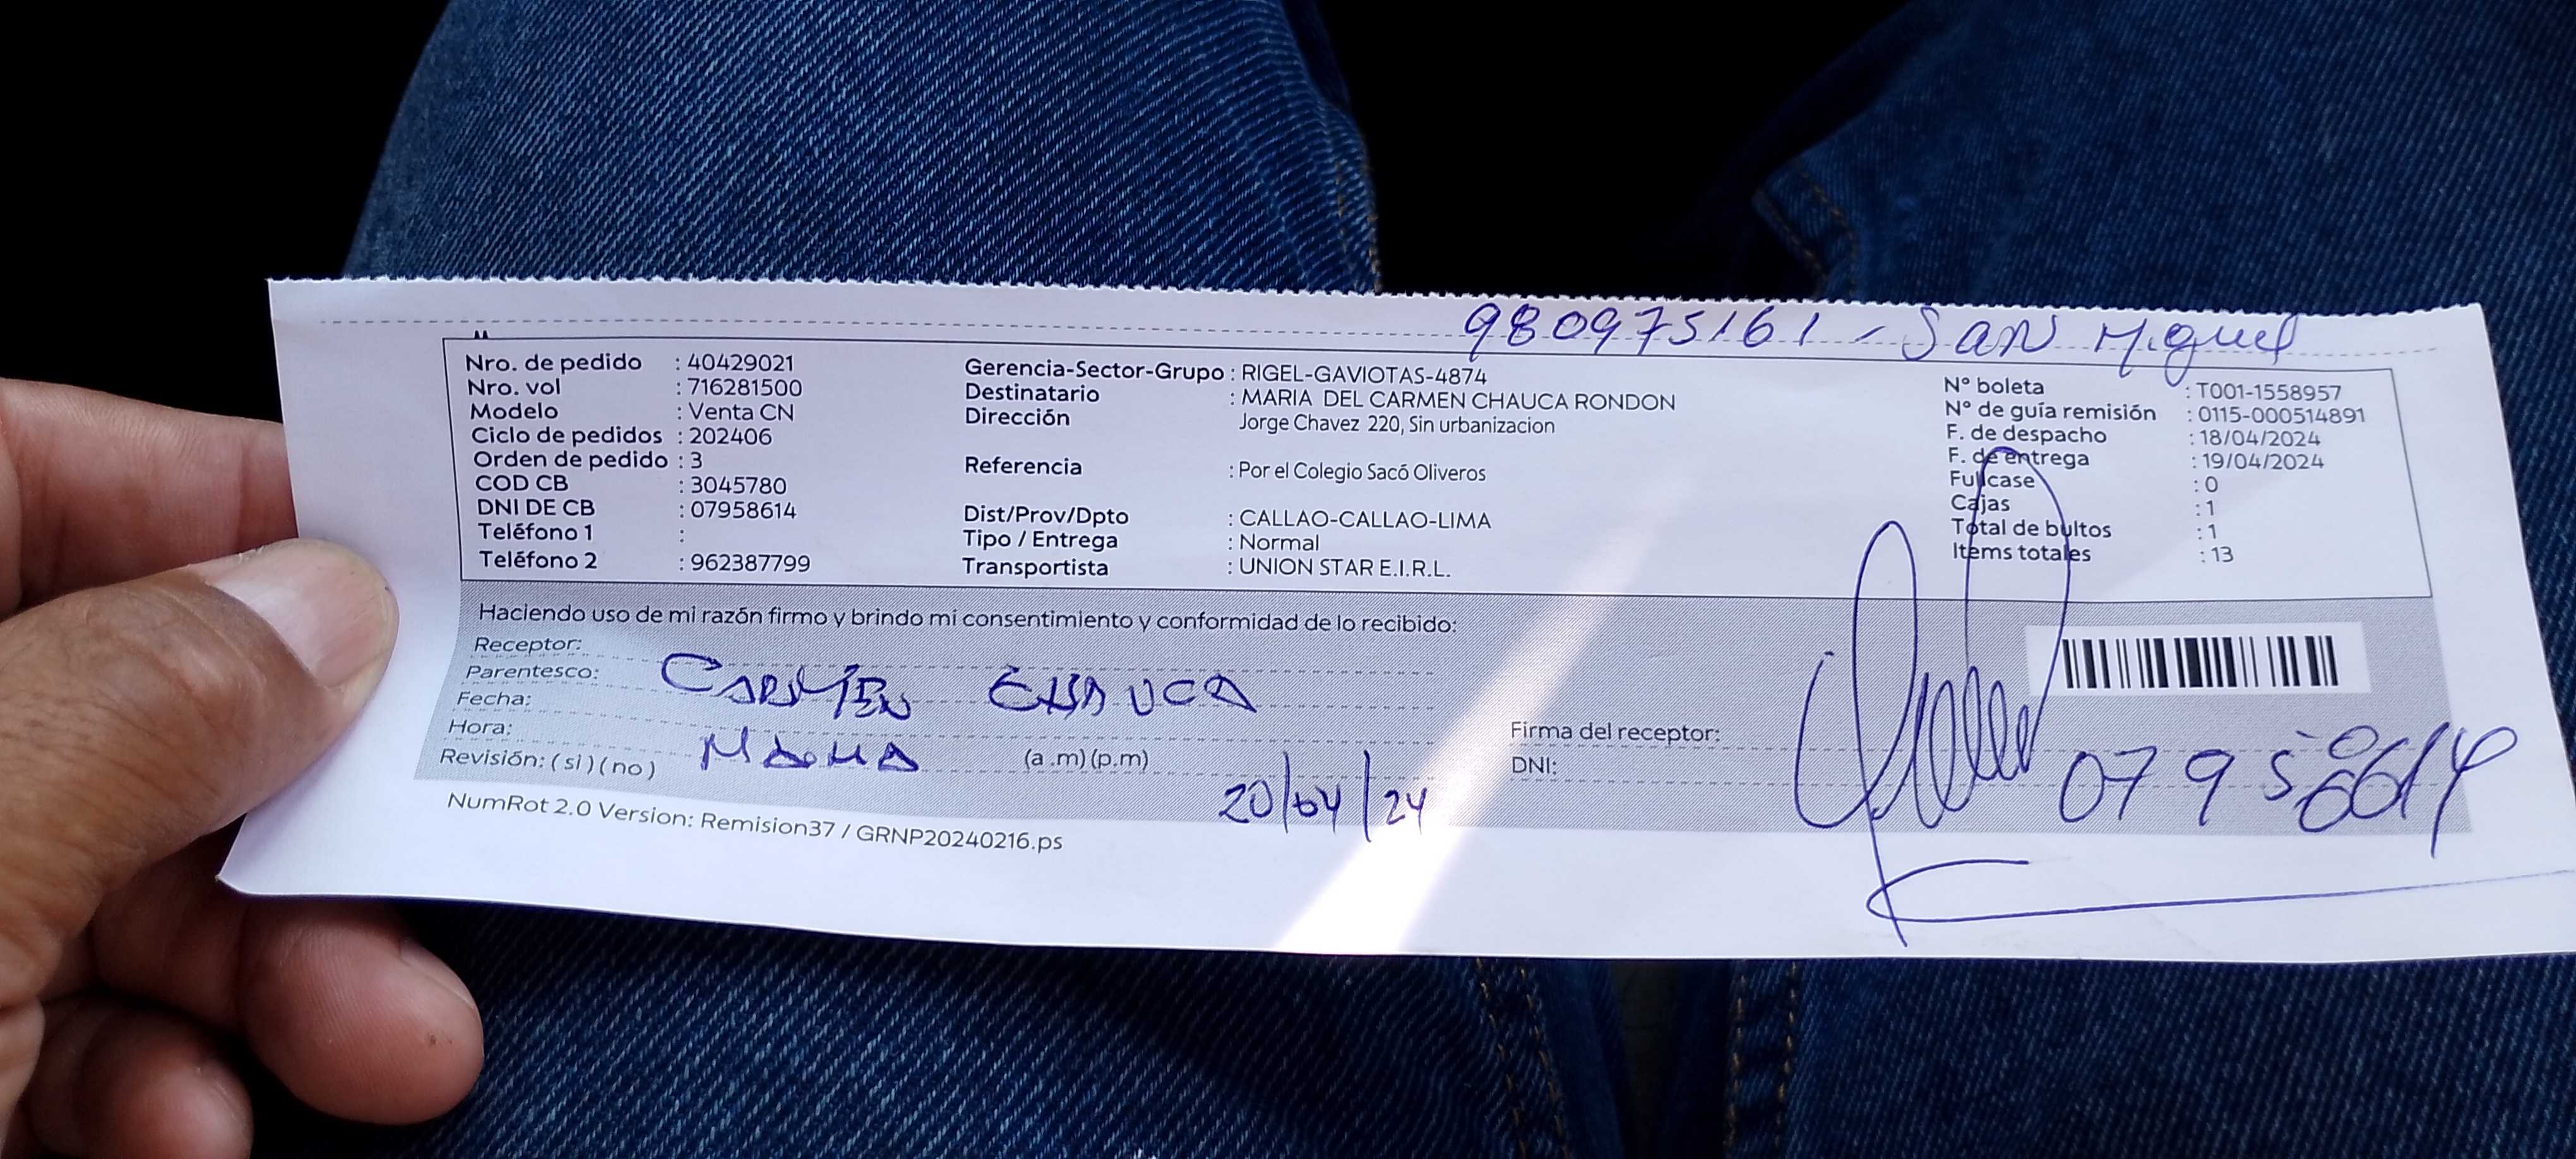 980975161 - San Miguel
Nro. de pedido : 40429021
Nro. vol : 716281500
Modelo : Venta CN
Ciclo de pedidos : 202406
Orden de pedido : 3
COD CB : 3045780
DNI DE CB : 07958614
Teléfono 1 :
Teléfono 2 : 962387799
Gerencia-Sector-Grupo : RIGEL-GAVIOTAS-4874
Destinatario : MARIA DEL CARMEN CHAUCA RONDON
Dirección Jorge Chavez 220, Sin urbanizacion
Referencia : Por el Colegio Sacó Oliveros
Dist/Prov/Dpto : CALLAO-CALLAO-LIMA
Tipo / Entrega : Normal
Transportista : UNION STAR E.I.R.L.
N° boleta : T001-1558957
N° de guía remisión : 0115-000514891
F. de despacho : 18/04/2024
F. de entrega : 19/04/2024
Fullcase : 0
Cajas : 1
Total de bultos : 1
Items totales : 13
Haciendo uso de mi razón firmo y brindo mi consentimiento y conformidad de lo recibido:
Receptor:
Parentesco: CARMEN CHAUCA
Fecha:
Hora:
Revisión: (si) (no) (a.m) (p.m)
20/04/24
Firma del receptor:
DNI: 07958614
NumRot 2.0 Version: Remision37 / GRNP20240216.ps